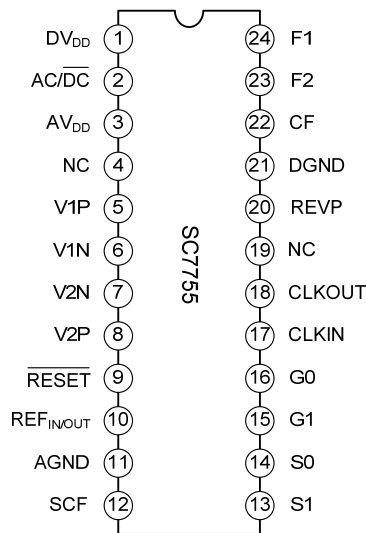 DVDD 1 24 F1
AC/DC 2 23 F2
AVDD 3 22 CF
NC 4 21 DGND
V1P 5 20 REVP
V1N 6 19 NC
V2N 7 18 CLKOUT
V2P 8 17 CLKIN
RESET 9 16 G0
REFIN/OUT 10 15 G1
AGND 11 14 S0
SCF 12 13 S1
SC7755